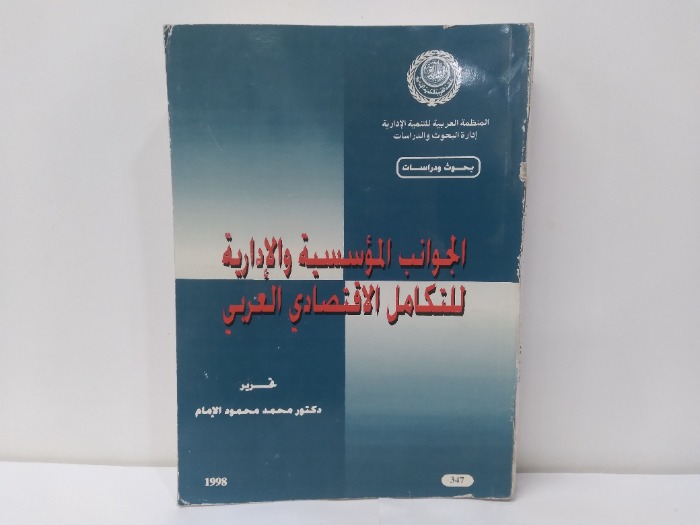 المنظمة العربية للتنمية الإدارية
إدارة البحوث والدراسات
بحوث ودراسات
الجوانب المؤسسية والإدارية
للتكامل الاقتصادي العربي
تحرير
دكتور محمد محمود الإمام
1998
347